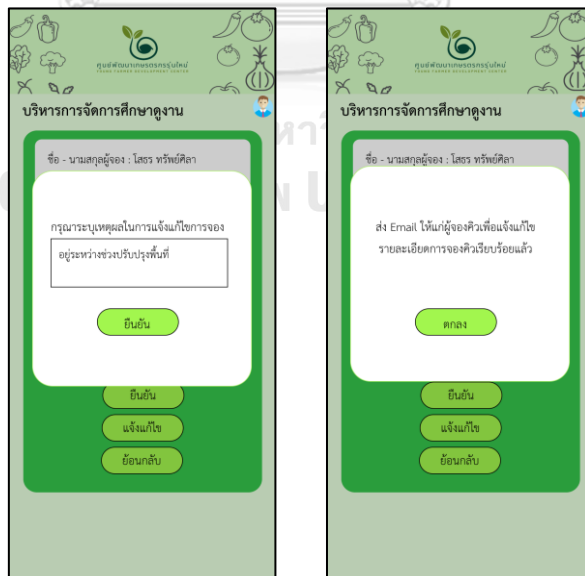 ศูนย์พัฒนาเกษตรกรรุ่นใหม่
YOUNG FARMER DEVELOPMENT CENTER
บริหารการจัดการศึกษาดูงาน
ชื่อ - นามสกุลผู้จอง : โสธร ทรัพย์ศิลา
กรุณาระบุเหตุผลในการแจ้งแก้ไขการจอง
อยู่ระหว่างช่วงปรับปรุงพื้นที่
ยืนยัน
ยืนยัน
แจ้งแก้ไข
ย้อนกลับ
ศูนย์พัฒนาเกษตรกรรุ่นใหม่
YOUNG FARMER DEVELOPMENT CENTER
บริหารการจัดการศึกษาดูงาน
ชื่อ - นามสกุลผู้จอง : โสธร ทรัพย์ศิลา
ส่ง Email ให้แก่ผู้จองคิวเพื่อแจ้งแก้ไข
รายละเอียดการจองคิวเรียบร้อยแล้ว
ตกลง
ยืนยัน
แจ้งแก้ไข
ย้อนกลับ